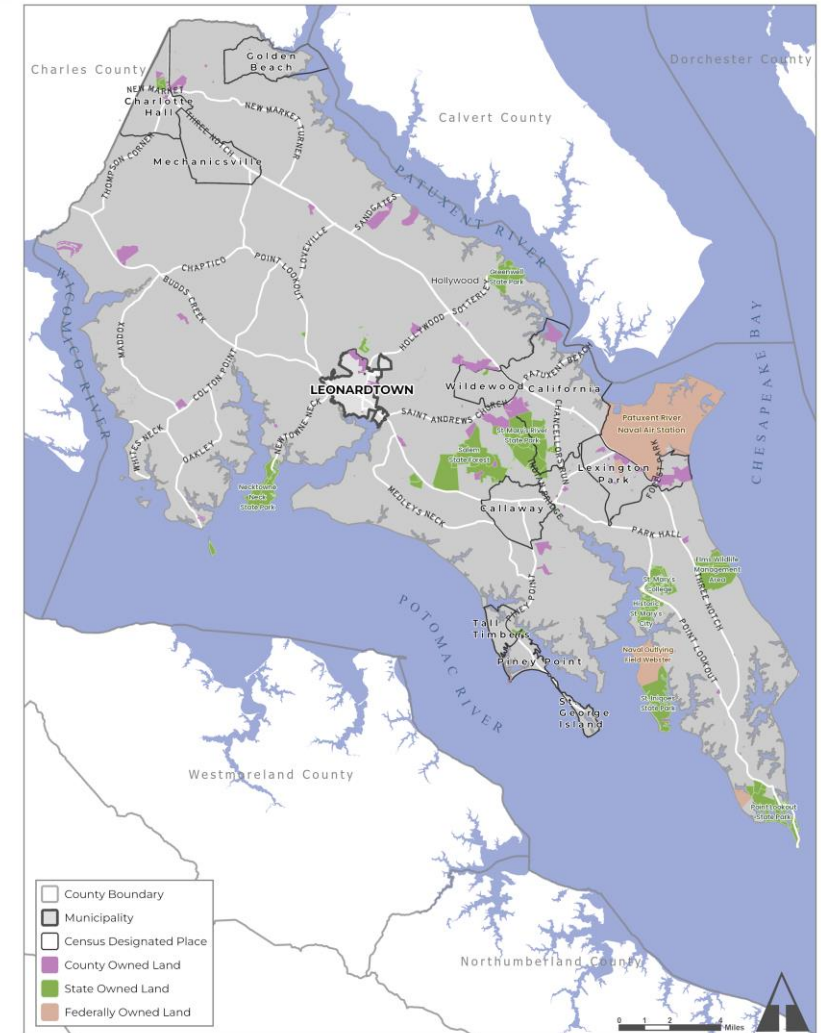 Charles County
Golden
Beach
Dorchester County
Calvert County
NEW MARKET
Charlotte
Hall
NEW MARKET TURNER
THREE NOTCH
Mechanicsville
THOMPSON CORNER
PATUXENT RIVER
SANDGATES
LOVEVILLE
POINT LOOKOUT
CHAPTICO
BUDDS CREEK
WICOMICO RIVER
MADDOX
Hollywood
Greenwell
State Park
HOLLYWOOD
SOTTERLEY
COLTON POINT
LEONARDTOWN
Wildewood
California
PATUXENT BEACH
CHESAPEAKE BAY
Patuxent River
Naval Air Station
WHITES NECK
OAKLEY
NEWTOWNE NECK
SAINT ANDREWS CHURCH
CHANCELLORS RUN
St. Mary's River
State Park
Salem
State Forest
Lexington
Park
FOREST PARK
Newtowne
Neck
State Park
MEDLEYS NECK
Callaway
PARK HALL
Elms Wildlife
Management
Area
THREE NOTCH
St. Mary's
College
Historic
St. Mary's
City
POINT LOOKOUT
PINEY POINT
Tall
Timbers
Piney Point
POTOMAC RIVER
Naval Outlying
Field Webster
St. Inigoes
State Park
St
George
Island
Westmoreland County
Point Lookout
State Park
Northumberland County
County Boundary
Municipality
Census Designated Place
County Owned Land
State Owned Land
Federally Owned Land
0 1 2 4
Miles